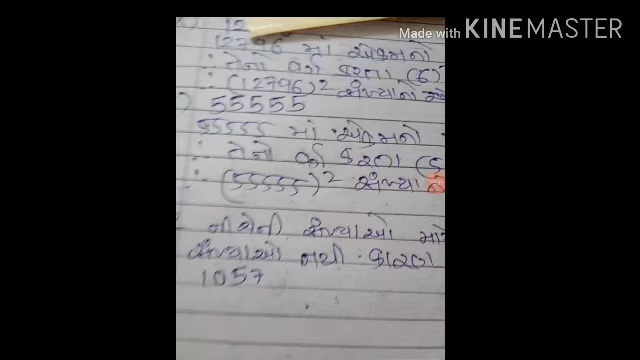 Made with KINEMASTER
12
12796 માં એકમનો
∴ તેનો વર્ગ કરતા (6)
∴ (12796)² સંખ્યાનો
55555
55555 માં એકમનો
∴ તેનો વર્ગ કરતા (5
∴ (55555)² સંખ્યાનો
નીચેની સંખ્યાઓ
સંખ્યાઓ નથી. કારણ
1057